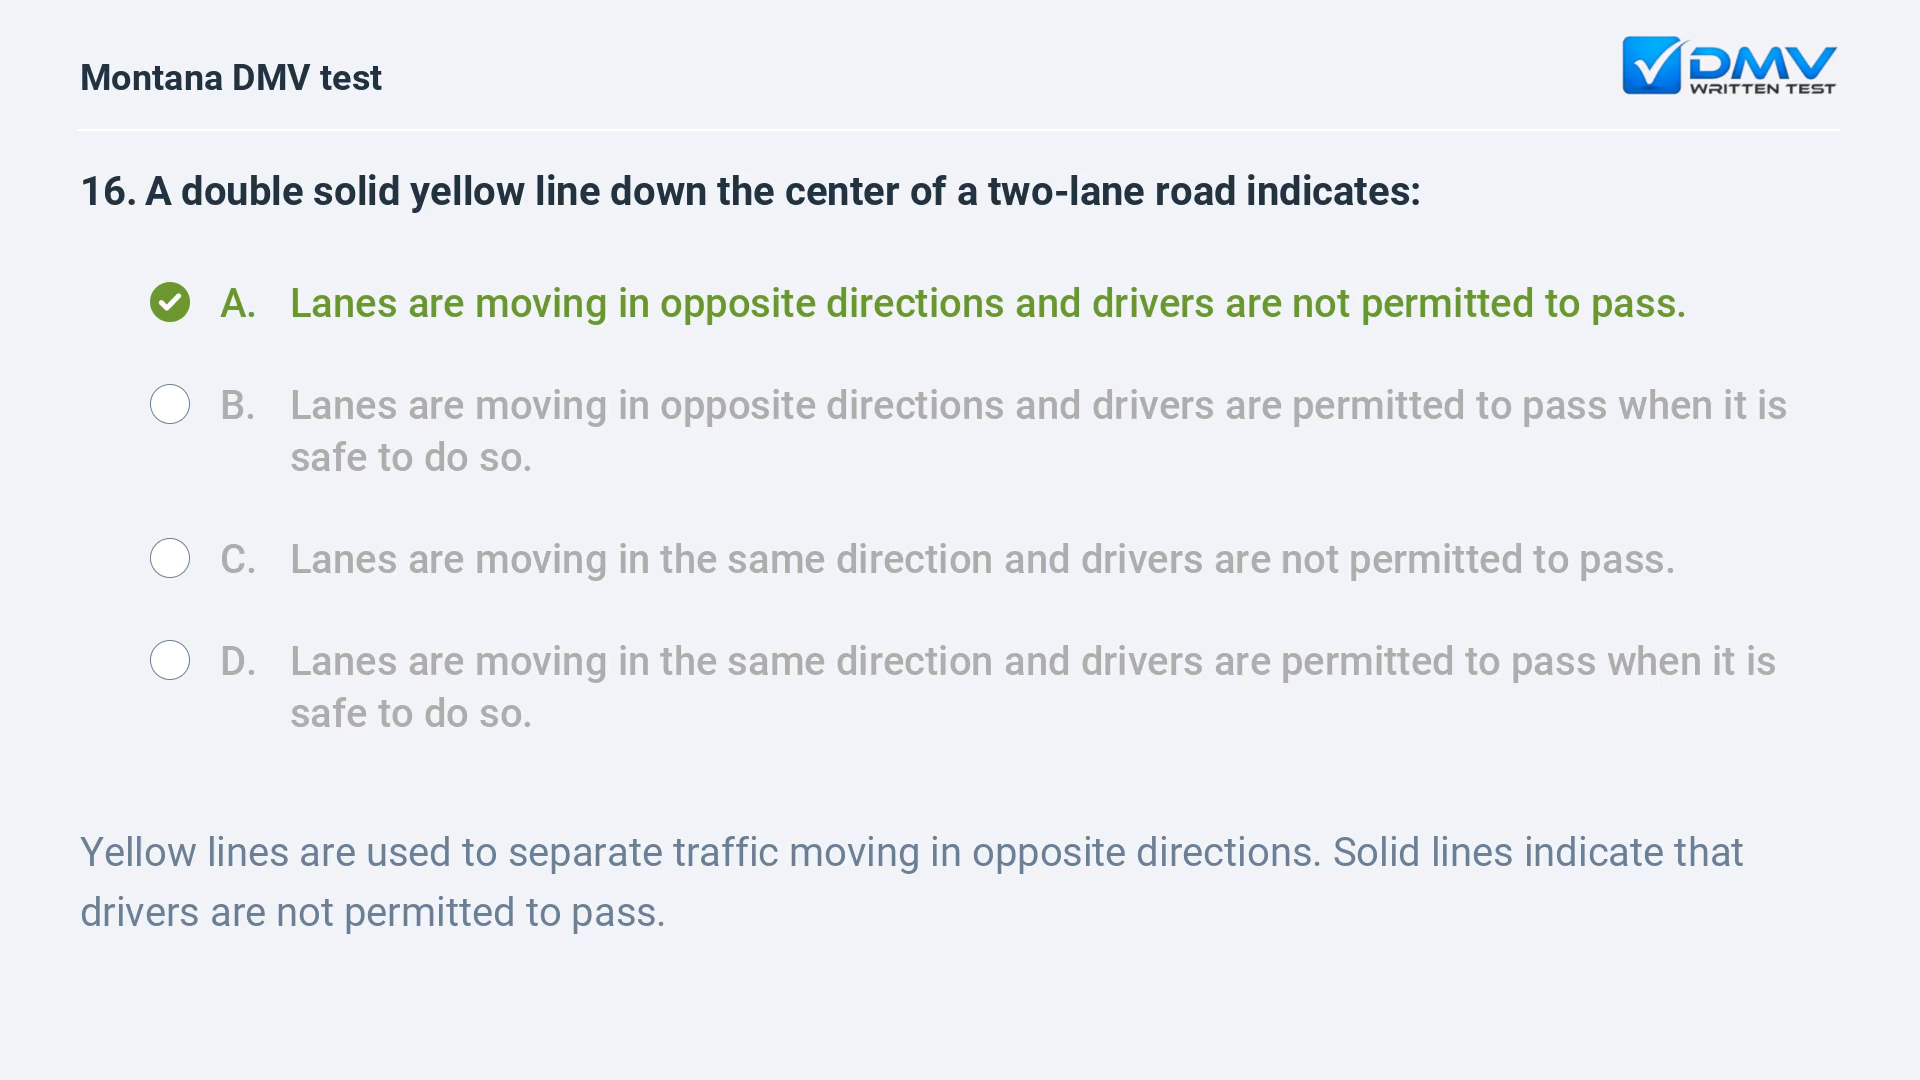 Montana DMV test
DMV
WRITTEN TEST
16. A double solid yellow line down the center of a two-lane road indicates:
A. Lanes are moving in opposite directions and drivers are not permitted to pass.
B. Lanes are moving in opposite directions and drivers are permitted to pass when it is
safe to do so.
C. Lanes are moving in the same direction and drivers are not permitted to pass.
D. Lanes are moving in the same direction and drivers are permitted to pass when it is
safe to do so.
Yellow lines are used to separate traffic moving in opposite directions. Solid lines indicate that
drivers are not permitted to pass.